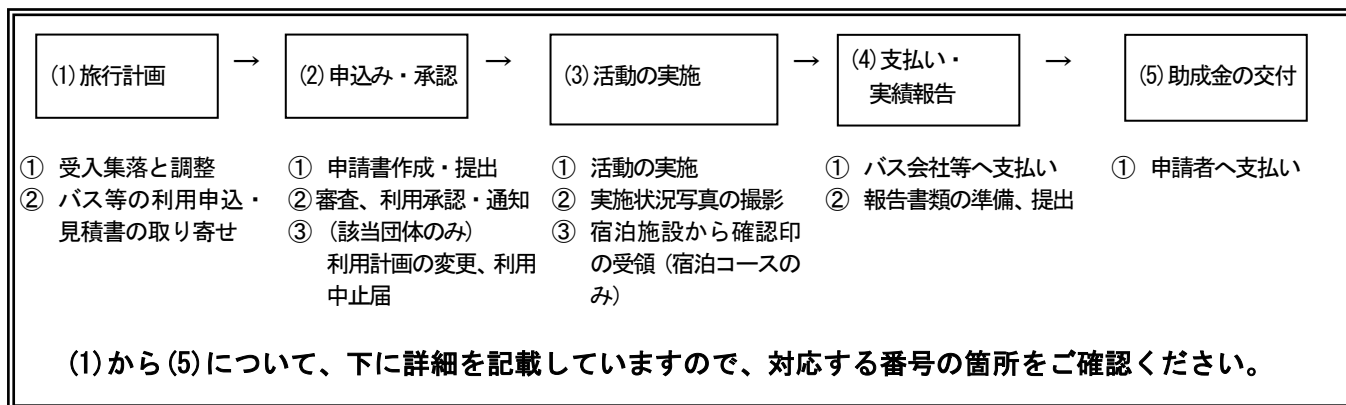 (1)旅行計画 → (2)申込み・承認 → (3)活動の実施 → (4)支払い・ → (5)助成金の交付
実績報告
① 受入集落と調整
② バス等の利用申込・
見積書の取り寄せ
① 申請書作成・提出
②審査、利用承認・通知
③ (該当団体のみ)
利用計画の変更、利用
中止届
① 活動の実施
② 実施状況写真の撮影
③ 宿泊施設から確認印
の受領(宿泊コースの
み)
① バス会社等へ支払い
② 報告書類の準備、提出
① 申請者へ支払い
(1)から(5)について、下に詳細を記載していますので、対応する番号の箇所をご確認ください。